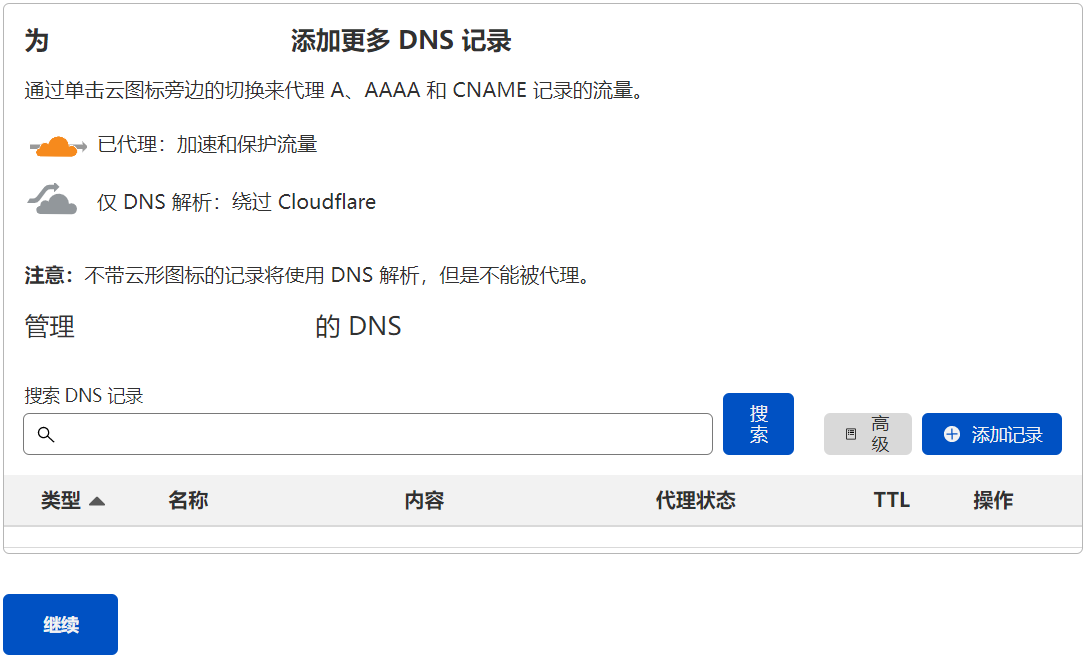 为 添加更多 DNS 记录
通过单击云图标旁边的切换来代理 A、AAAA 和 CNAME 记录的流量。
已代理：加速和保护流量
仅 DNS 解析：绕过 Cloudflare
注意：不带云形图标的记录将使用 DNS 解析，但是不能被代理。
管理 的 DNS
搜索 DNS 记录
搜
索
高
级
添加记录
类型 名称 内容 代理状态 TTL 操作
继续